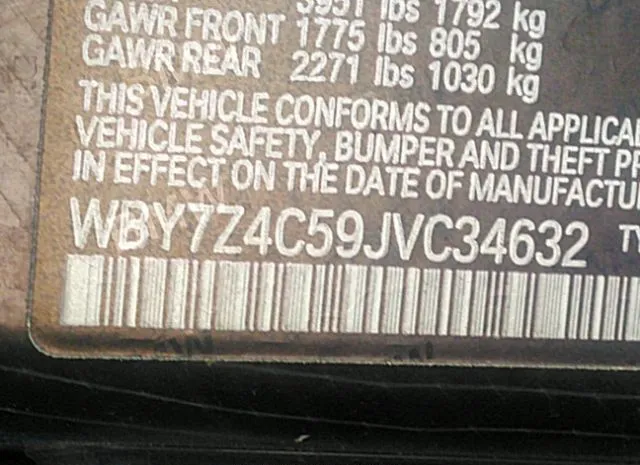 3951 lbs 1792 kg
GAWR FRONT 1775 lbs 805 kg
GAWR REAR 2271 lbs 1030 kg
THIS VEHICLE CONFORMS TO ALL APPLICA
VEHICLE SAFETY, BUMPER AND THEFT P
IN EFFECT ON THE DATE OF MANUFACTU
WBY7Z4C59JVC34632 TY